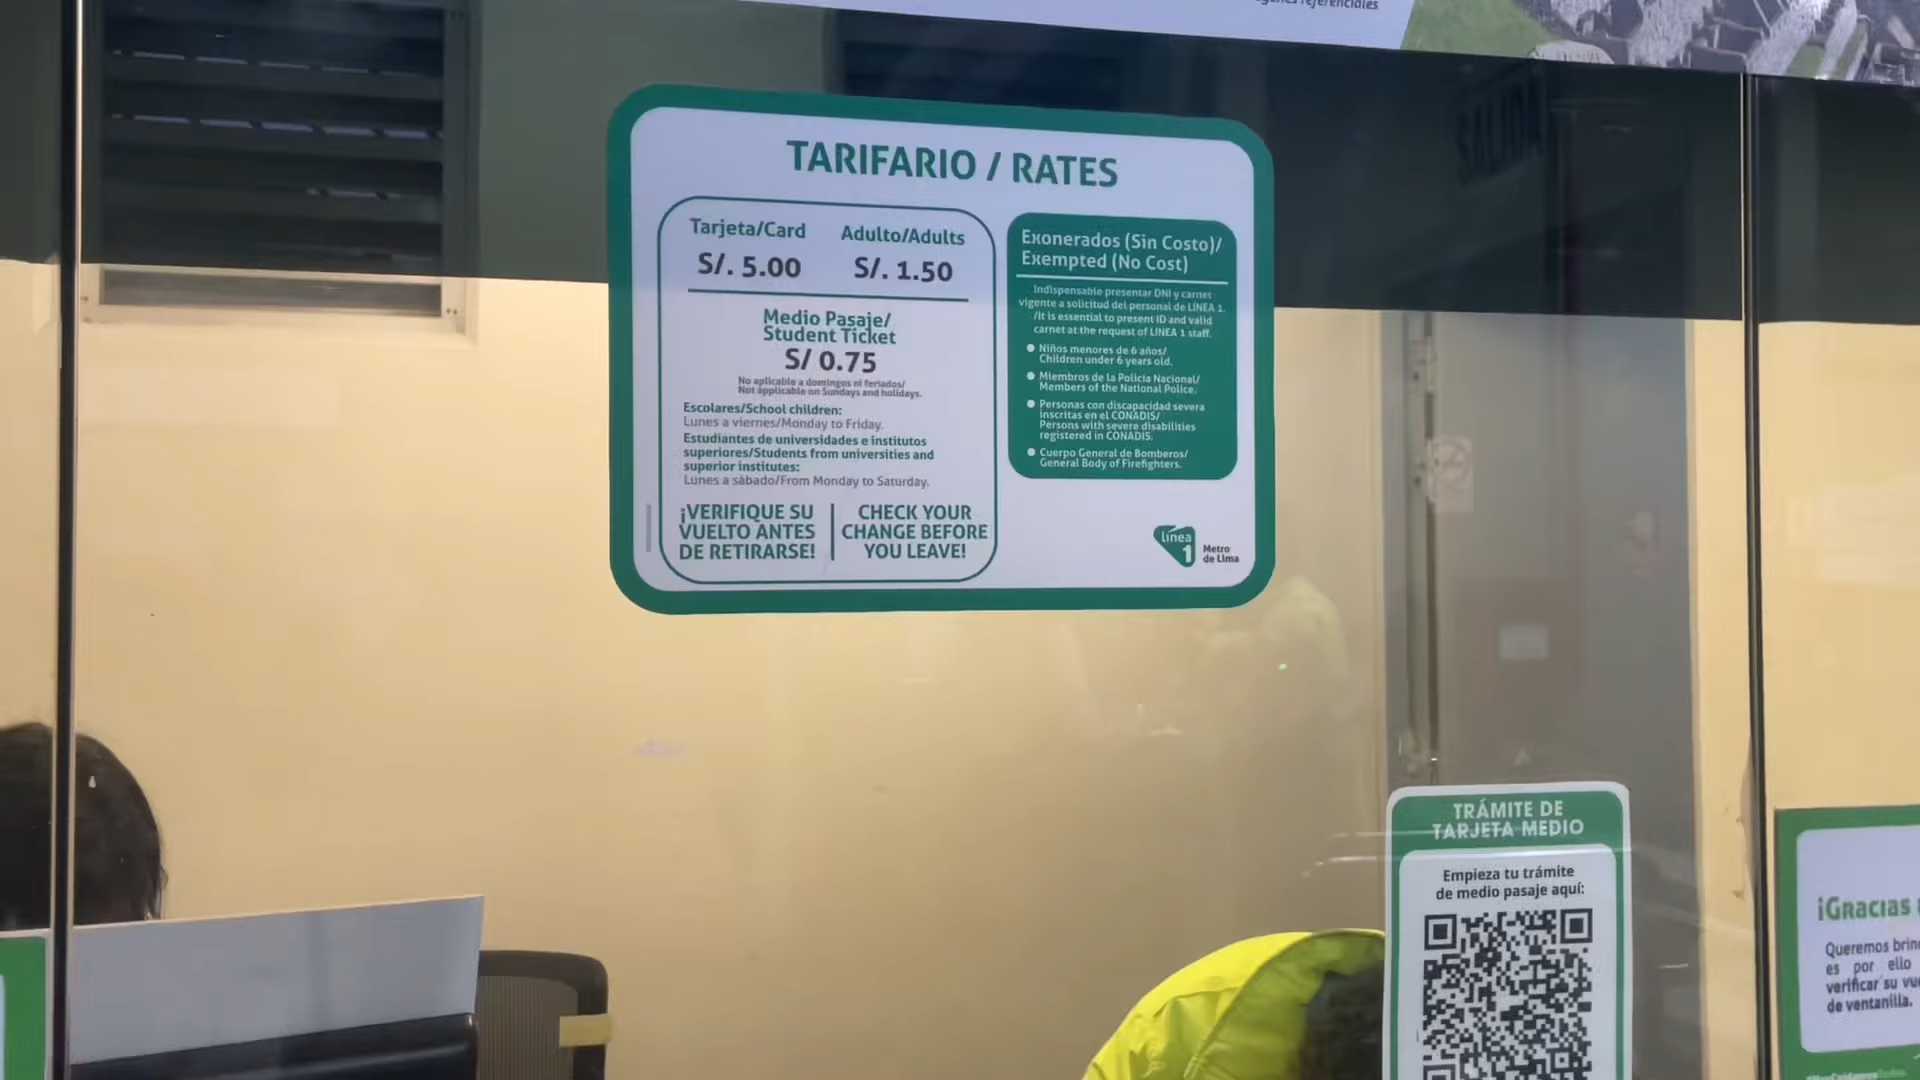 genes referenciales
SALIDA
TARIFARIO / RATES
Tarjeta/Card
S/. 5.00
Adulto/Adults
S/. 1.50
Medio Pasaje/
Student Ticket
S/ 0.75
No aplicable a domingos ni feriados/
Not applicable on Sundays and holidays.
Escolares/School children:
Lunes a viernes/Monday to Friday.
Estudiantes de universidades e institutos
superiores/Students from universities and
superior institutes:
Lunes a sábado/From Monday to Saturday.
¡VERIFIQUE SU
VUELTO ANTES
DE RETIRARSE!
CHECK YOUR
CHANGE BEFORE
YOU LEAVE!
Exonerados (Sin Costo)/
Exempted (No Cost)
Indispensable presentar DNI y carnet
vigente a solicitud del personal de LÍNEA 1.
/It is essential to present ID and valid
carnet at the request of LINEA 1 staff.
Niños menores de 6 años/
Children under 6 years old.
Miembros de la Policía Nacional/
Members of the National Police.
Personas con discapacidad severa
inscritas en el CONADIS/
Persons with severe disabilities
registered in CONADIS.
Cuerpo General de Bomberos/
General Body of Firefighters.
línea
1
Metro
de Lima
TRÁMITE DE
TARJETA MEDIO
Empieza tu trámite
de medio pasaje aquí:
¡Gracias
Queremos brin
es por ello
verificar su vu
de ventanilla.